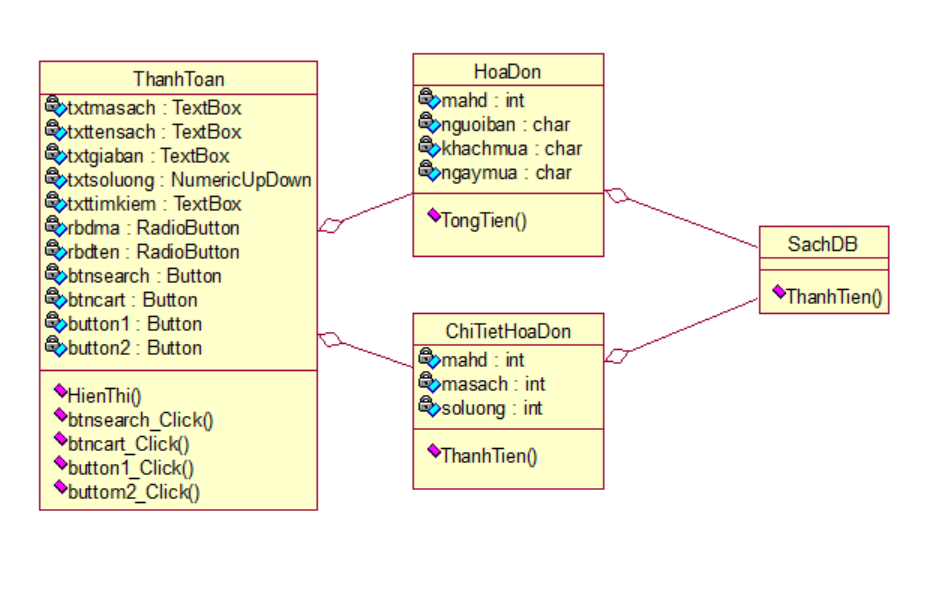 ThanhToan
txtmasach : TextBox
txttensach : TextBox
txtgiaban : TextBox
txtsoluong : NumericUpDown
txttimkiem : TextBox
rbdma : RadioButton
rbdten : RadioButton
btnsearch : Button
btncart : Button
button1 : Button
button2 : Button
HienThi()
btnsearch_Click()
btncart_Click()
button1_Click()
buttom2_Click()
HoaDon
mahd : int
nguoiban : char
khachmua : char
ngaymua : char
TongTien()
ChiTietHoaDon
mahd : int
masach : int
soluong : int
ThanhTien()
SachDB
ThanhTien()